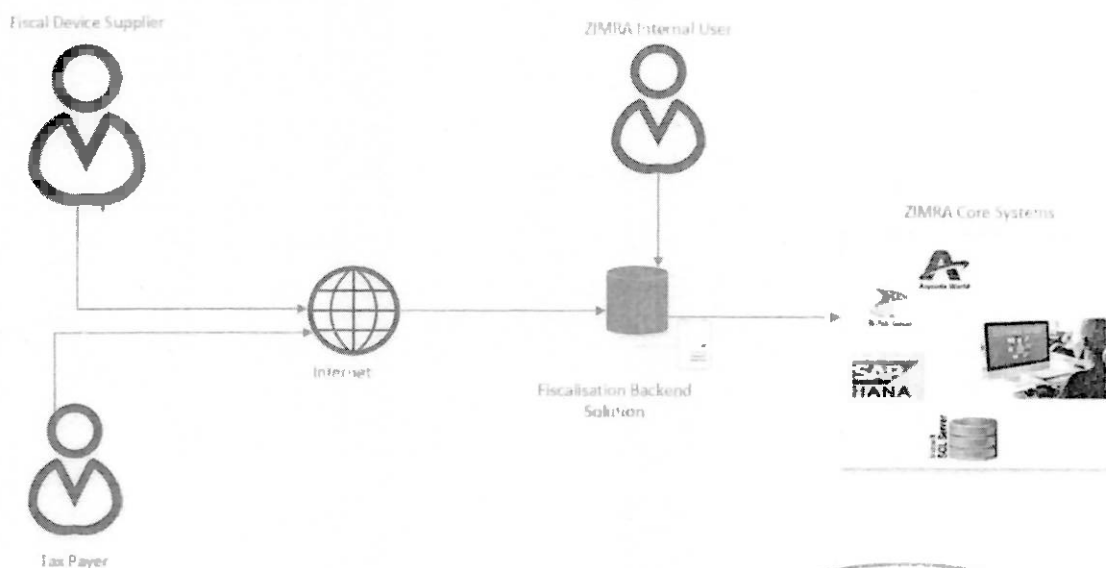 Fiscal Device Supplier
ZIMRA Internal User
ZIMRA Core Systems
Asycuda World
Internet
Fiscalisation Backend
Solution
SAP
HANA
SQL Server
Tax Payer